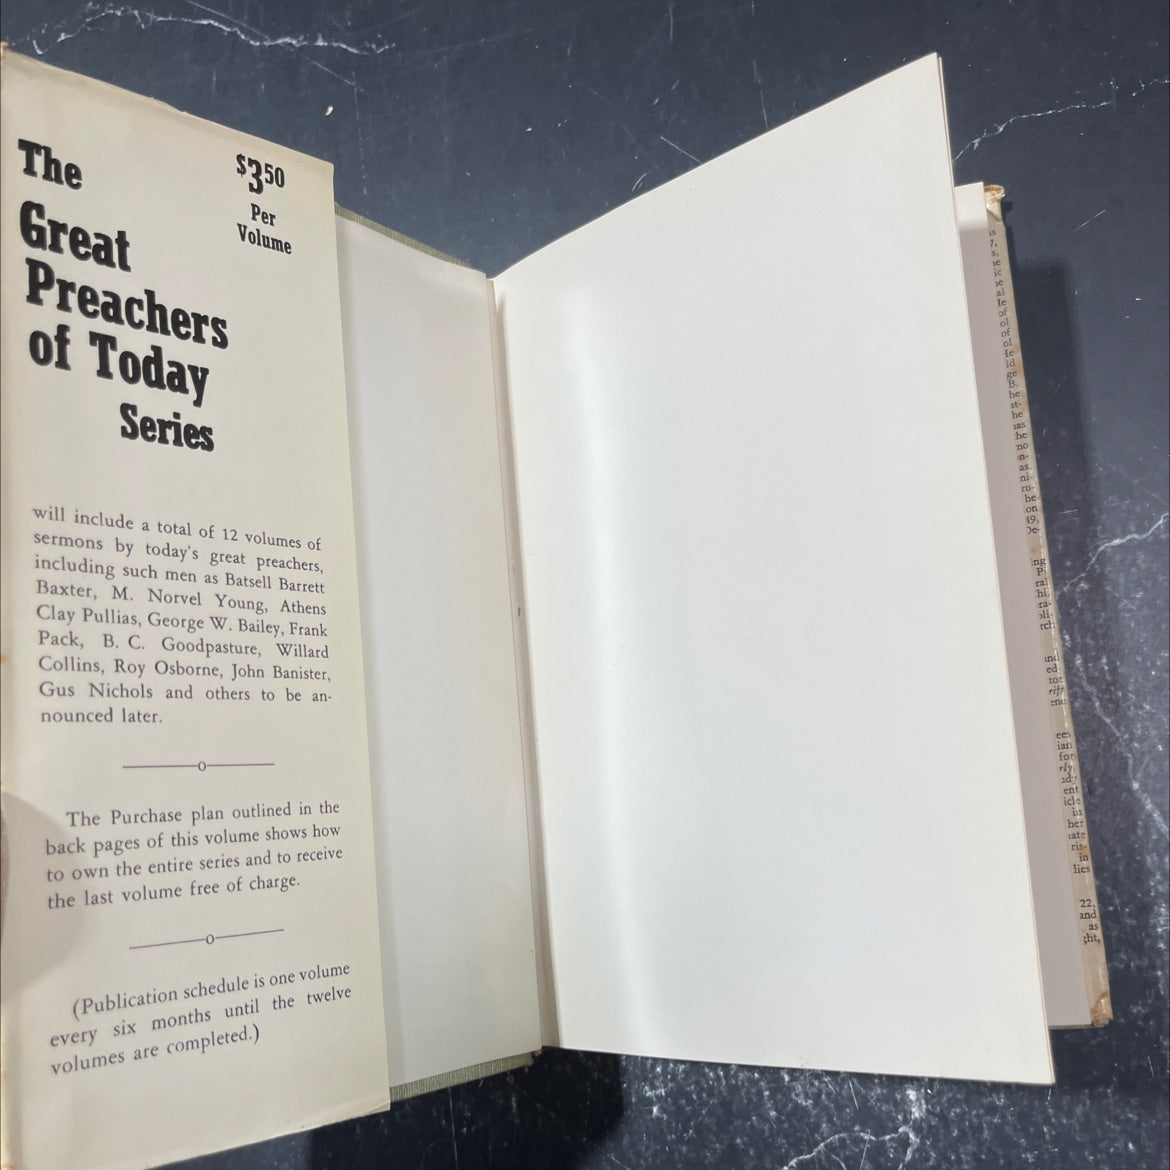 The
Great
Preachers
of Today
Series
$3.50
Per
Volume
will include a total of 12 volumes of
sermons by today's great preachers,
including such men as Batsell Barrett
Baxter, M. Norvel Young, Athens
Clay Pullias, George W. Bailey, Frank
Pack, B. C. Goodpasture, Willard
Collins, Roy Osborne, John Banister,
Gus Nichols and others to be an-
nounced later.
The Purchase plan outlined in the
back pages of this volume shows how
to own the entire series and to receive
the last volume free of charge.
(Publication schedule is one volume
every six months until the twelve
volumes are completed.)